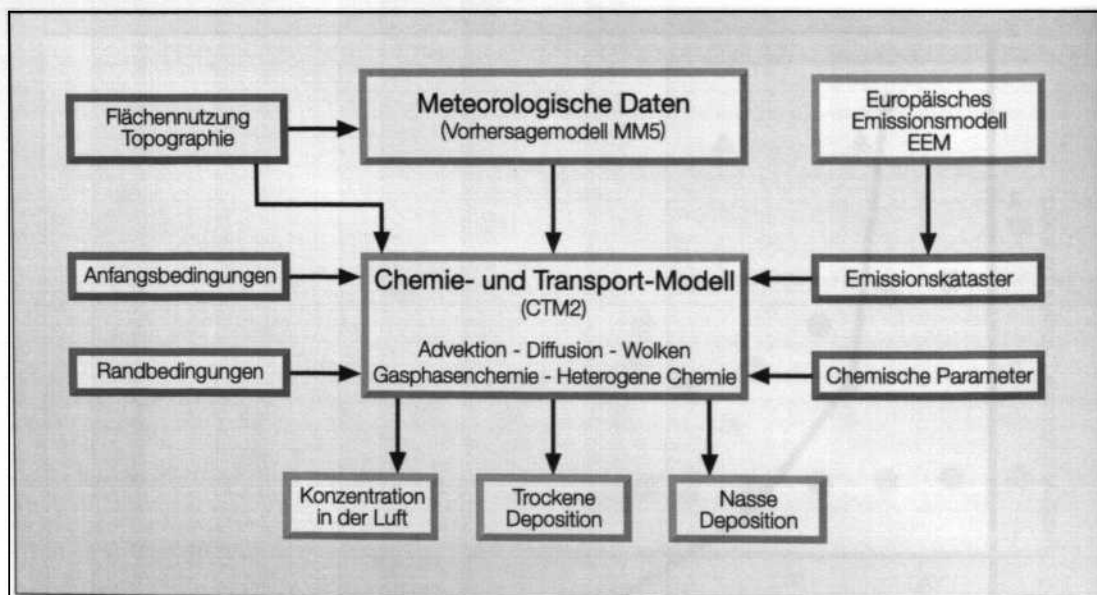 Flächennutzung
Topographie
Meteorologische Daten
(Vorhersagemodell MM5)
Europäisches
Emissionsmodell
EEM
Anfangsbedingungen
Chemie- und Transport-Modell
(CTM2)
Emissionskataster
Randbedingungen
Advektion - Diffusion - Wolken
Gasphasenchemie - Heterogene Chemie
Chemische Parameter
Konzentration
in der Luft
Trockene
Deposition
Nasse
Deposition